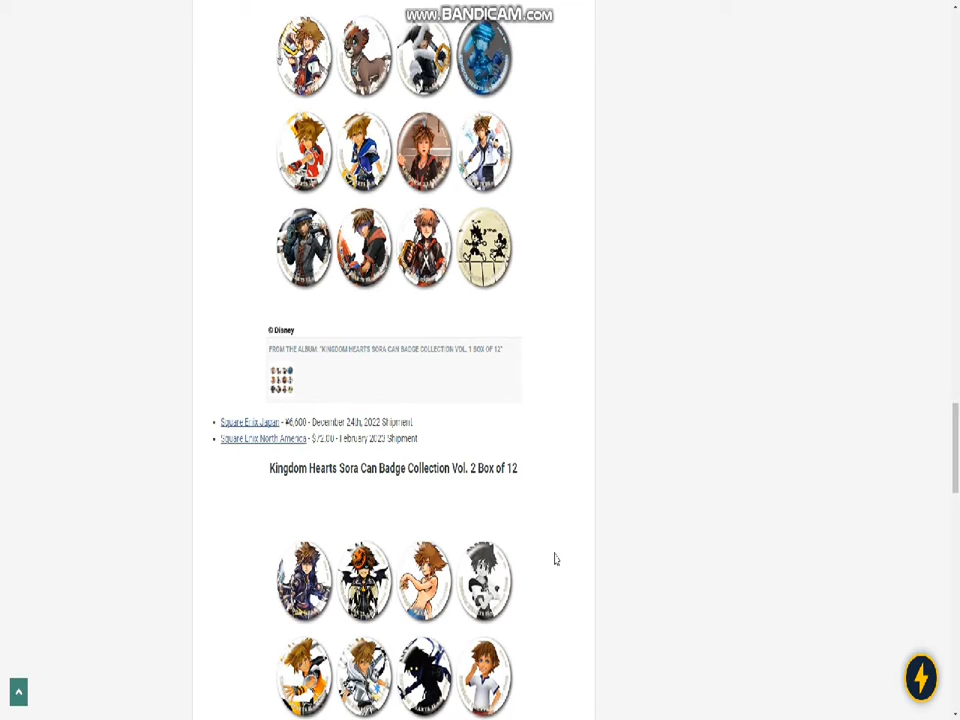 www.BANDICAM.com
© Disney
FROM THE ALBUM: "KINGDOM HEARTS SORA CAN BADGE COLLECTION VOL. 1 BOX OF 12"
Square Enix Japan - ¥6,600 - December 24th, 2022 Shipment
Square Enix North America - $72.00 - February 2023 Shipment
Kingdom Hearts Sora Can Badge Collection Vol. 2 Box of 12